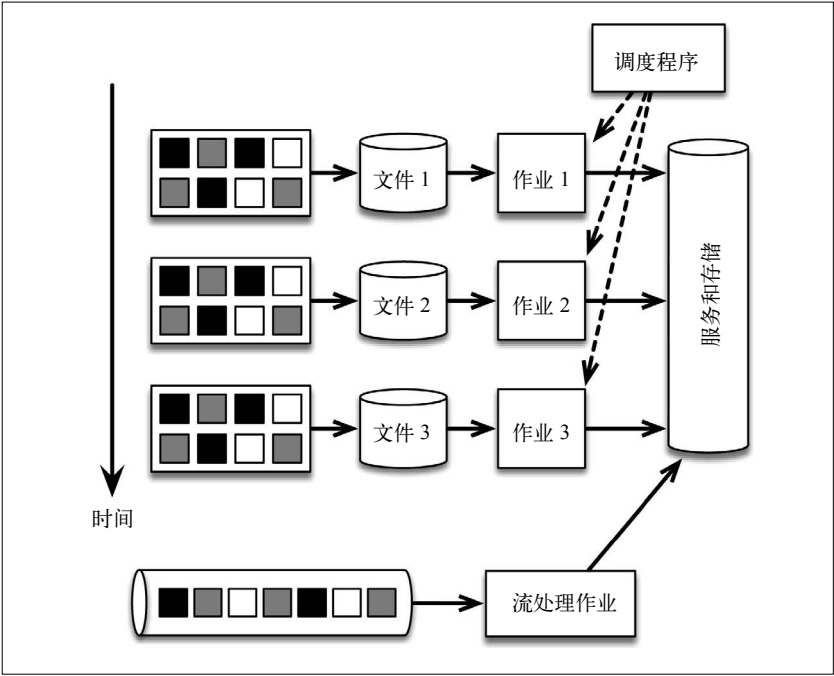 调度程序
文件 1
作业 1
文件 2
作业 2
服务和存储
文件 3
作业 3
时间
流处理作业